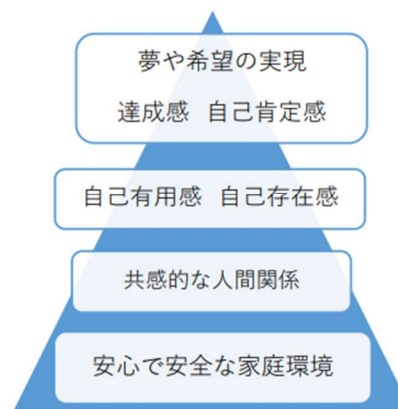 夢や希望の実現
達成感 自己肯定感
自己有用感 自己存在感
共感的な人間関係
安心で安全な家庭環境